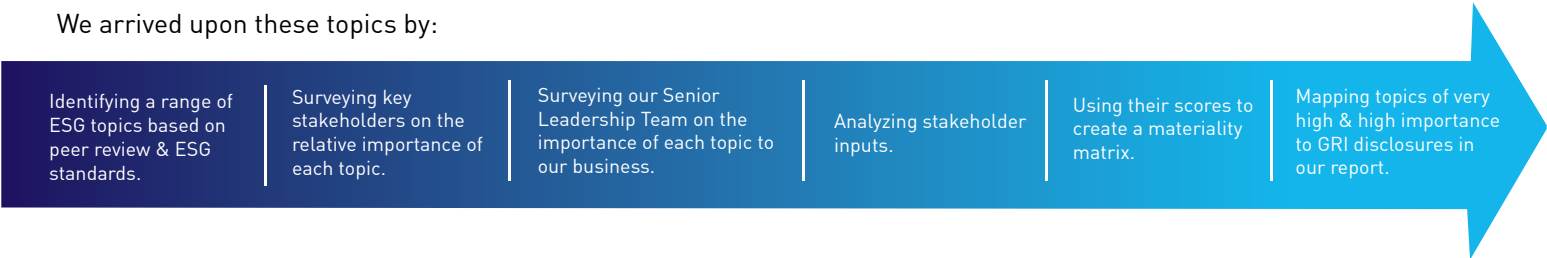 We arrived upon these topics by:
Identifying a range of
ESG topics based on
peer review & ESG
standards.
Surveying key
stakeholders on the
relative importance of
each topic.
Surveying our Senior
Leadership Team on the
importance of each topic to
our business.
Analyzing stakeholder
inputs.
Using their scores to
create a materiality
matrix.
Mapping topics of very
high & high importance
to GRI disclosures in
our report.